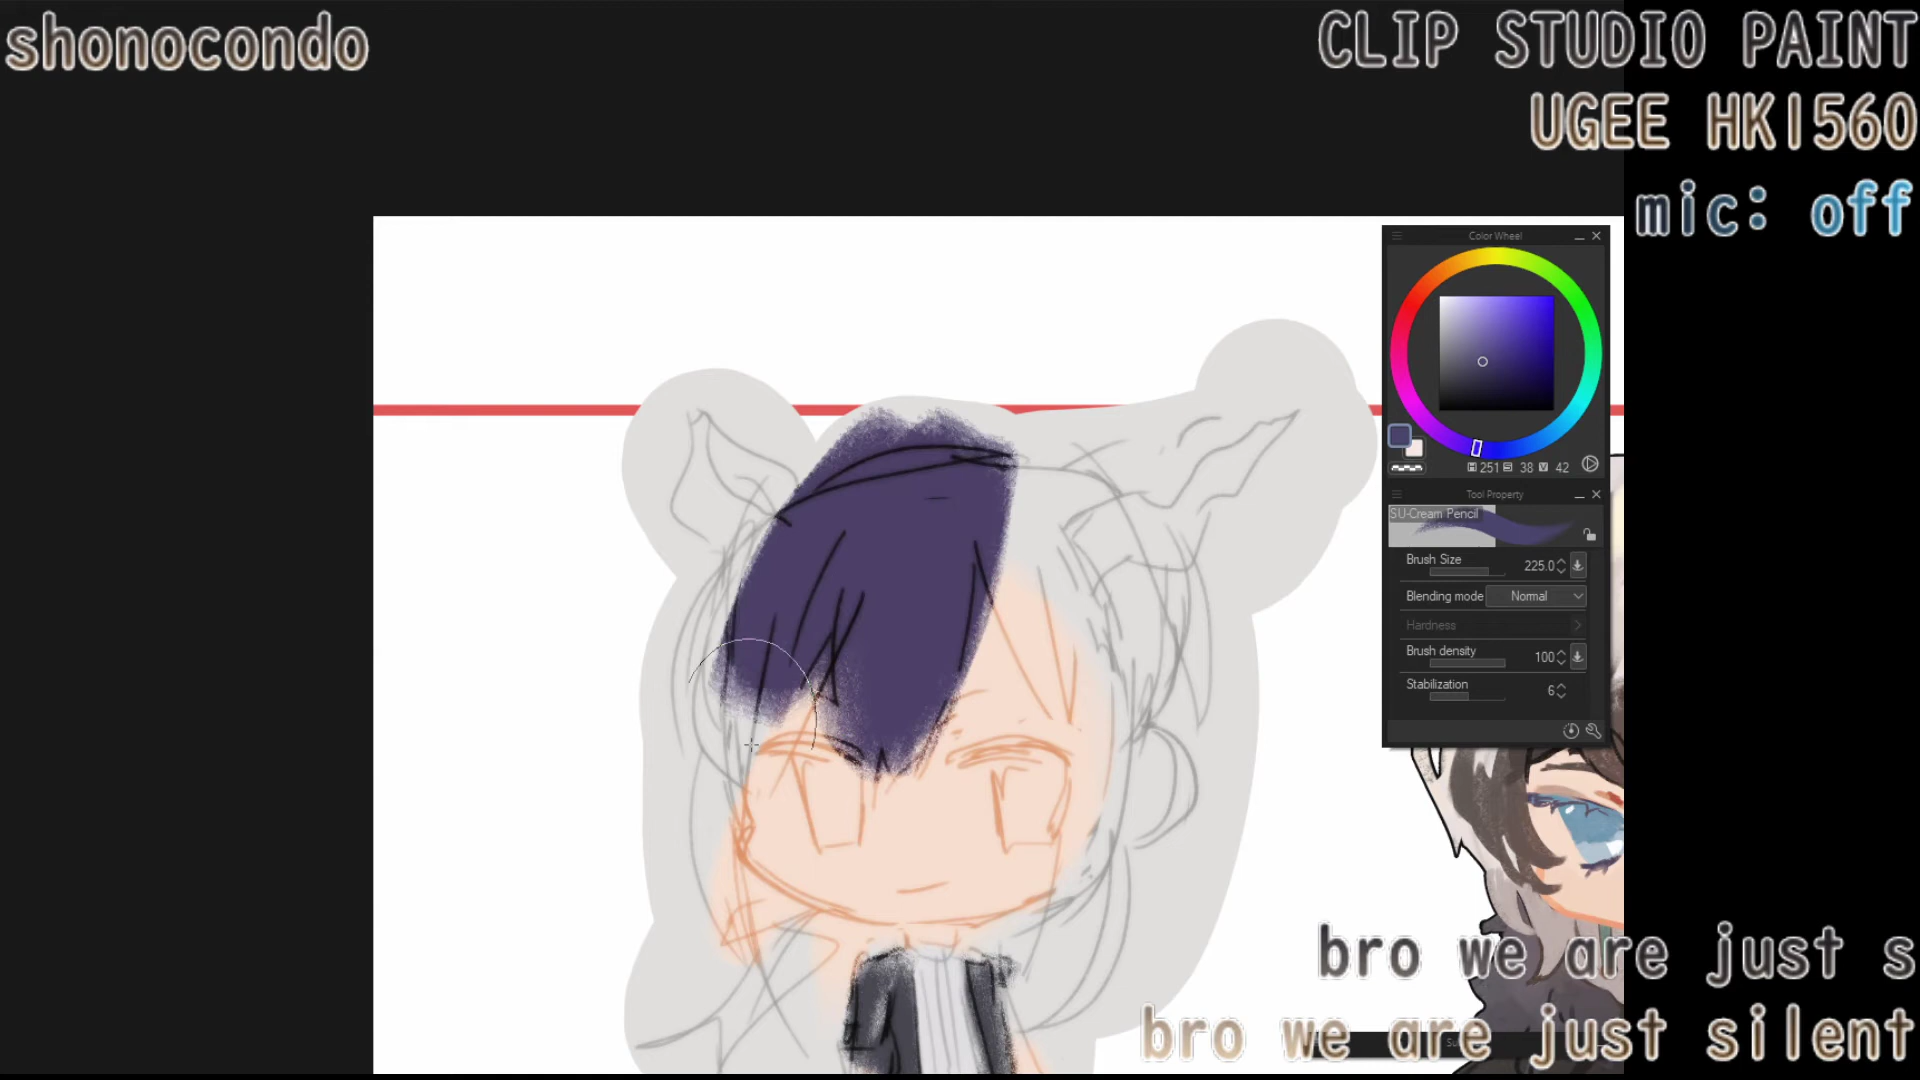 shonocondo
CLIP STUDIO PAINT
UGEE HK1560
mic: off
Color Wheel
H 251 S 38 V 42
Tool Property
SU-Cream Pencil
Brush Size 225.0
Blending mode Normal
Hardness
Brush density 100
Stabilization 6
bro we are just s
bro we are just silent